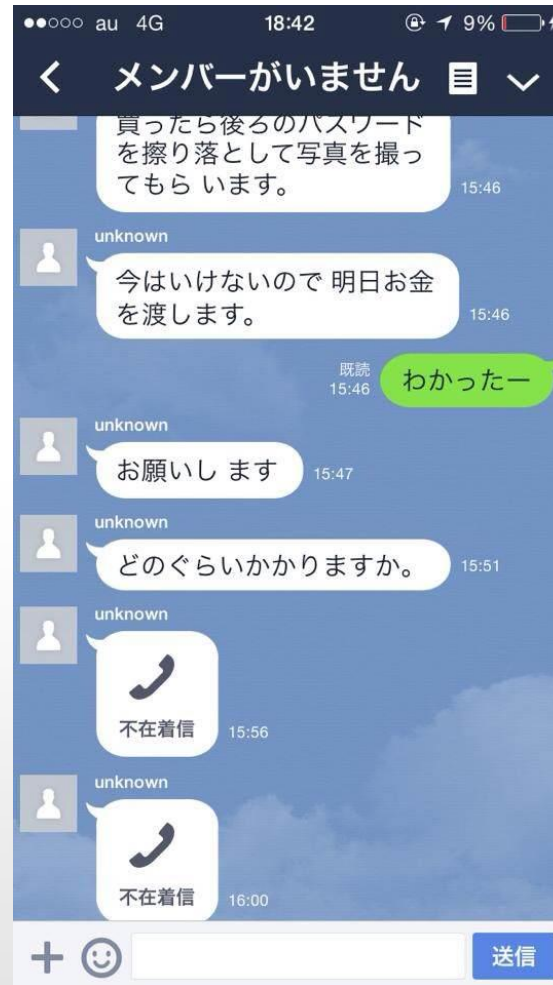 au 4G 18:42 9%
メンバーがいません
買ったら後ろのパスワード
を擦り落として写真を撮っ
てもら います。
15:46
unknown
今はいけないので 明日お金
を渡します。
15:46
既読
15:46
わかったー
unknown
お願いし ます
15:47
unknown
どのぐらいかかりますか。
15:51
unknown
不在着信
15:56
unknown
不在着信
16:00
送信